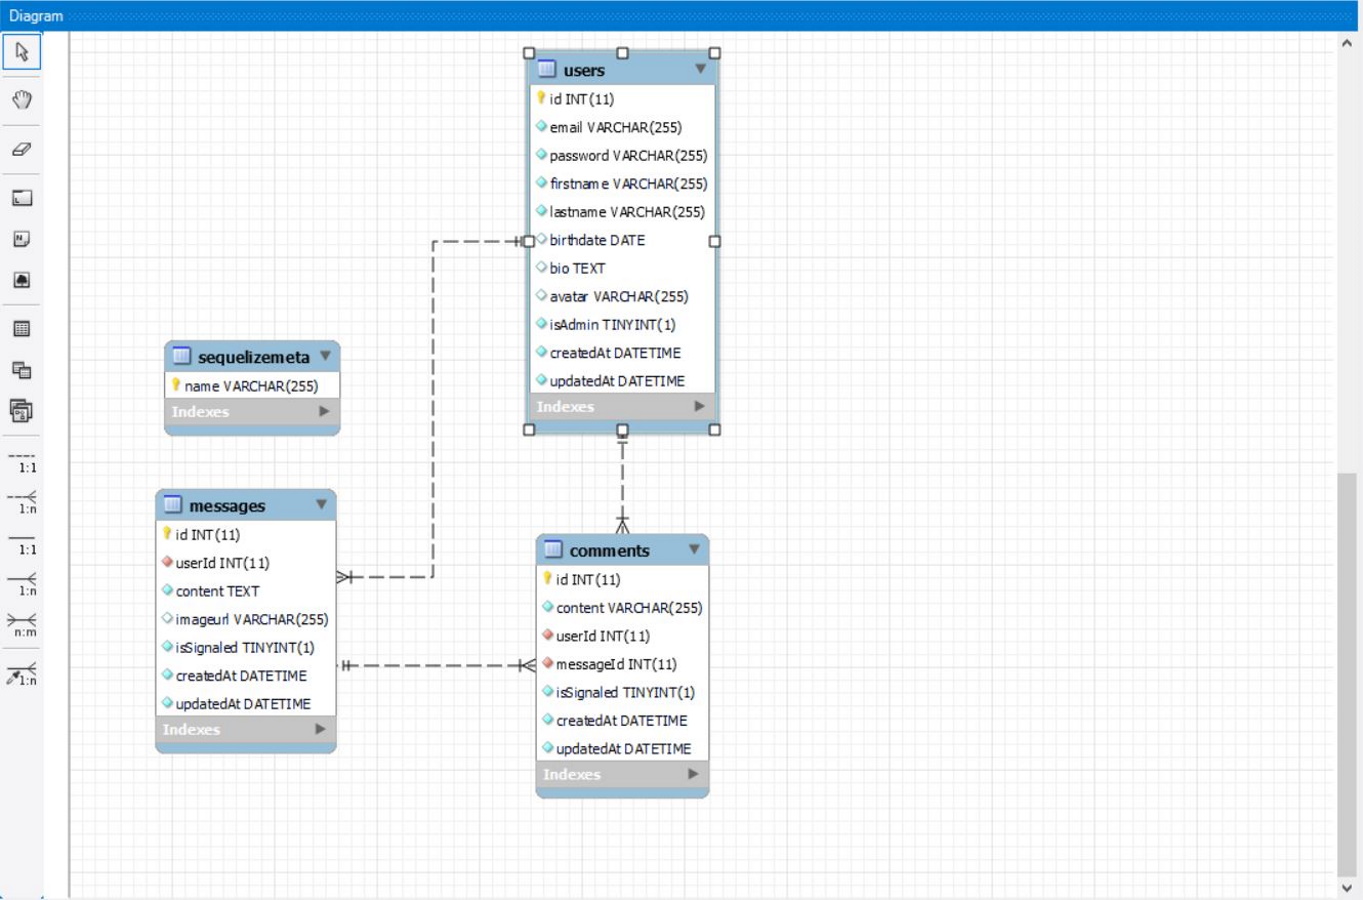 Diagram
users
id INT(11)
email VARCHAR(255)
password VARCHAR(255)
firstname VARCHAR(255)
lastname VARCHAR(255)
birthdate DATE
bio TEXT
avatar VARCHAR(255)
isAdmin TINYINT(1)
createdAt DATETIME
updatedAt DATETIME
Indexes
sequelizemeta
name VARCHAR(255)
Indexes
messages
id INT(11)
userId INT(11)
content TEXT
imageurl VARCHAR(255)
isSignaled TINYINT(1)
createdAt DATETIME
updatedAt DATETIME
Indexes
comments
id INT(11)
content VARCHAR(255)
userId INT(11)
messageId INT(11)
isSignaled TINYINT(1)
createdAt DATETIME
updatedAt DATETIME
Indexes
1:1
1:n
1:1
1:n
n:m
1:n